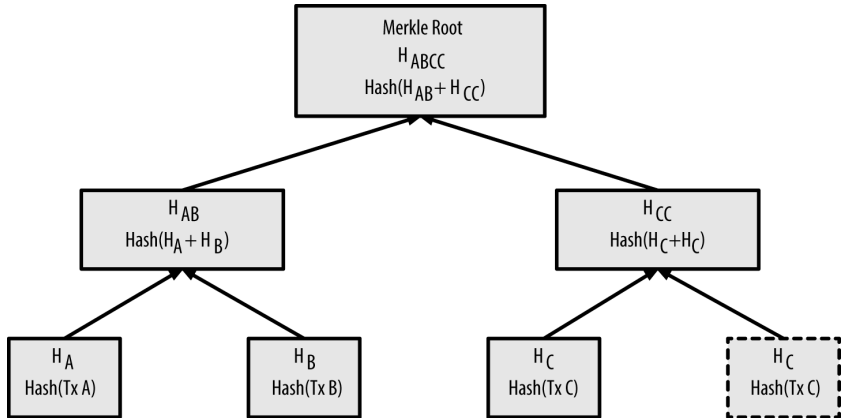 Merkle Root
H ABCC
Hash(H AB + H CC)
H AB
Hash(H A + H B)
H CC
Hash(H C+H C)
H A
Hash(Tx A)
H B
Hash(Tx B)
H C
Hash(Tx C)
H C
Hash(Tx C)